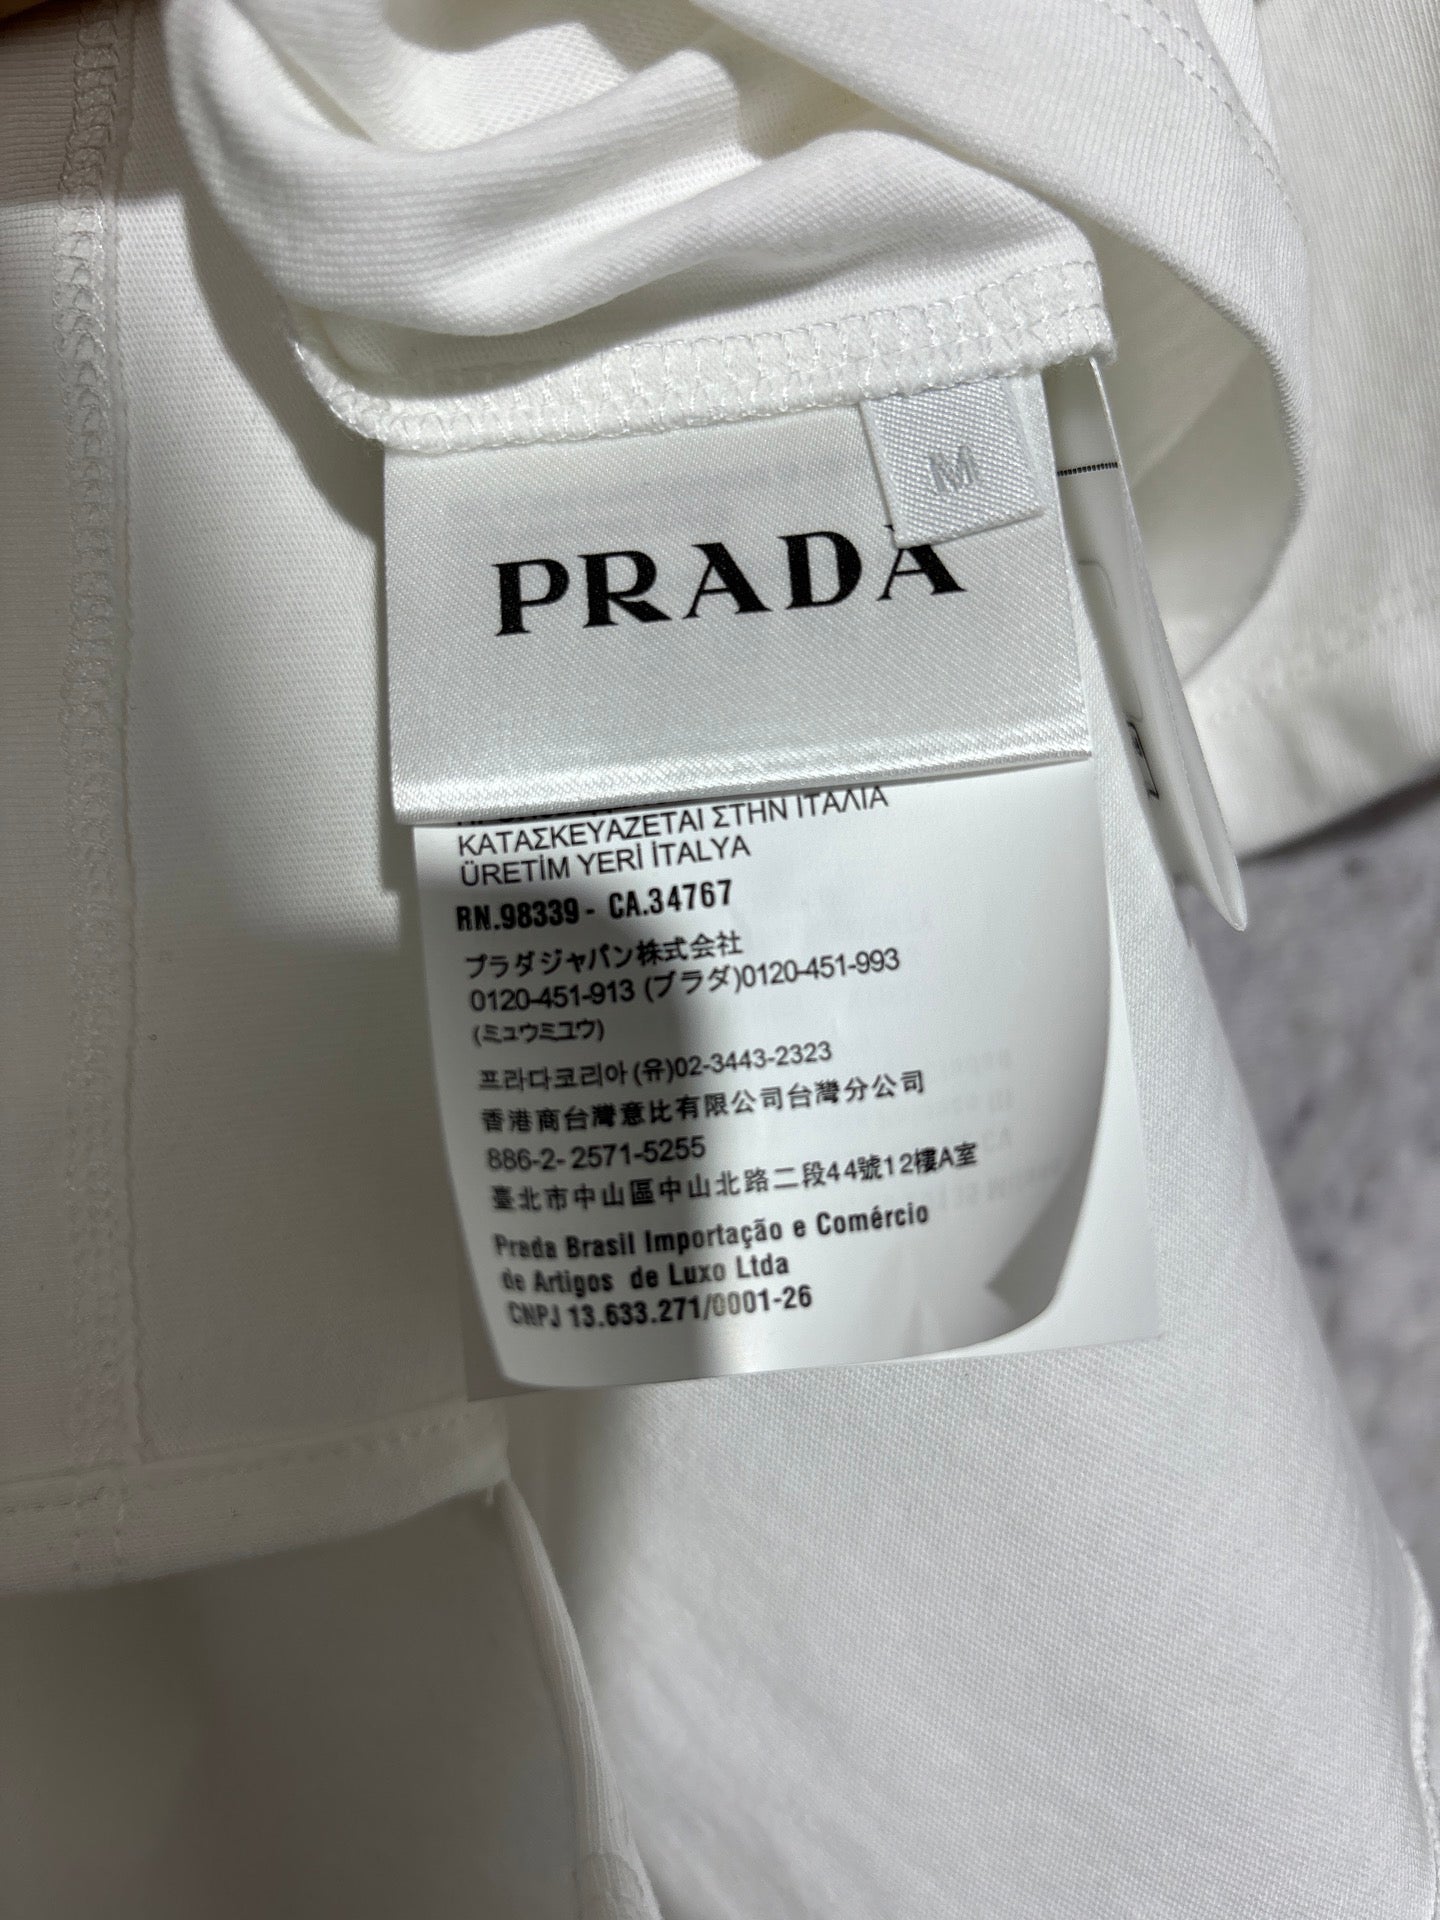 M
PRADA
ΚΑΤΑΣΚΕΥΑΖΕΤΑΙ ΣΤΗΝ ΙΤΑΛΙΑ
ÜRETİM YERİ İTALYA
RN.98339- CA.34767
プラダジャパン株式会社
0120-451-913 (プラダ)0120-451-993
(ミュウミュウ)
프라다코리아(유)02-3443-2323
香港商台灣意比有限公司台灣分公司
886-2- 2571-5255
臺北市中山區中山北路二段44號12樓A室
Prada Brasil Importação e Comércio
de Artigos de Luxo Ltda
CNPJ 13.633.271/0001-26